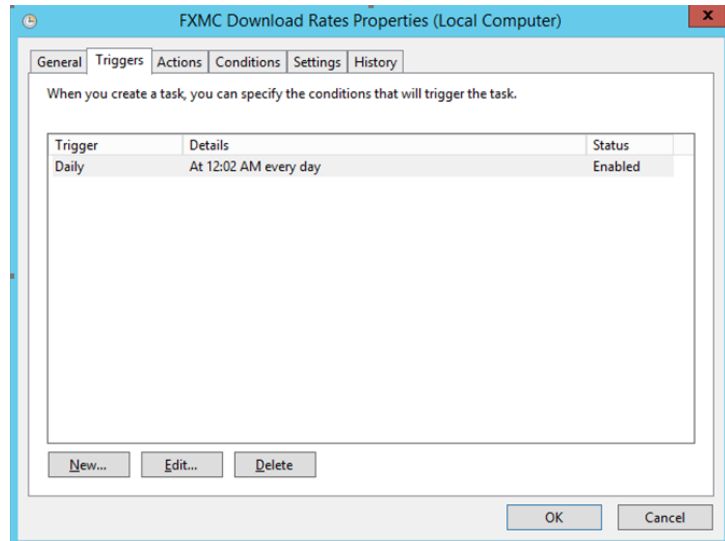 FXMC Download Rates Properties (Local Computer)
x
General Triggers Actions Conditions Settings History
When you create a task, you can specify the conditions that will trigger the task.
Trigger Details Status
Daily At 12:02 AM every day Enabled
New... Edit... Delete
OK Cancel